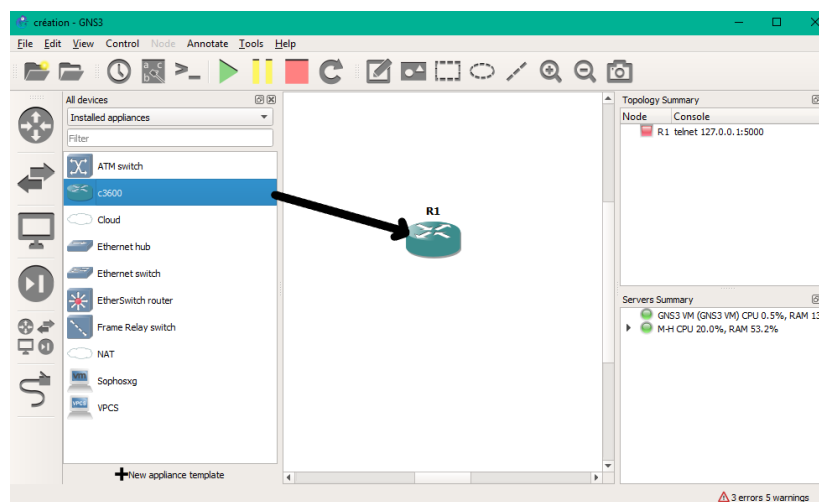 création - GNS3
File Edit View Control Node Annotate Tools Help
All devices
Installed appliances
Filter
ATM switch
c3600
Cloud
Ethernet hub
Ethernet switch
EtherSwitch router
Frame Relay switch
NAT
Sophosxg
VPCS
New appliance template
R1
Topology Summary
Node Console
R1 telnet 127.0.0.1:5000
Servers Summary
GNS3 VM (GNS3 VM) CPU 0.5%, RAM 13
M-H CPU 20.0%, RAM 53.2%
3 errors 5 warnings